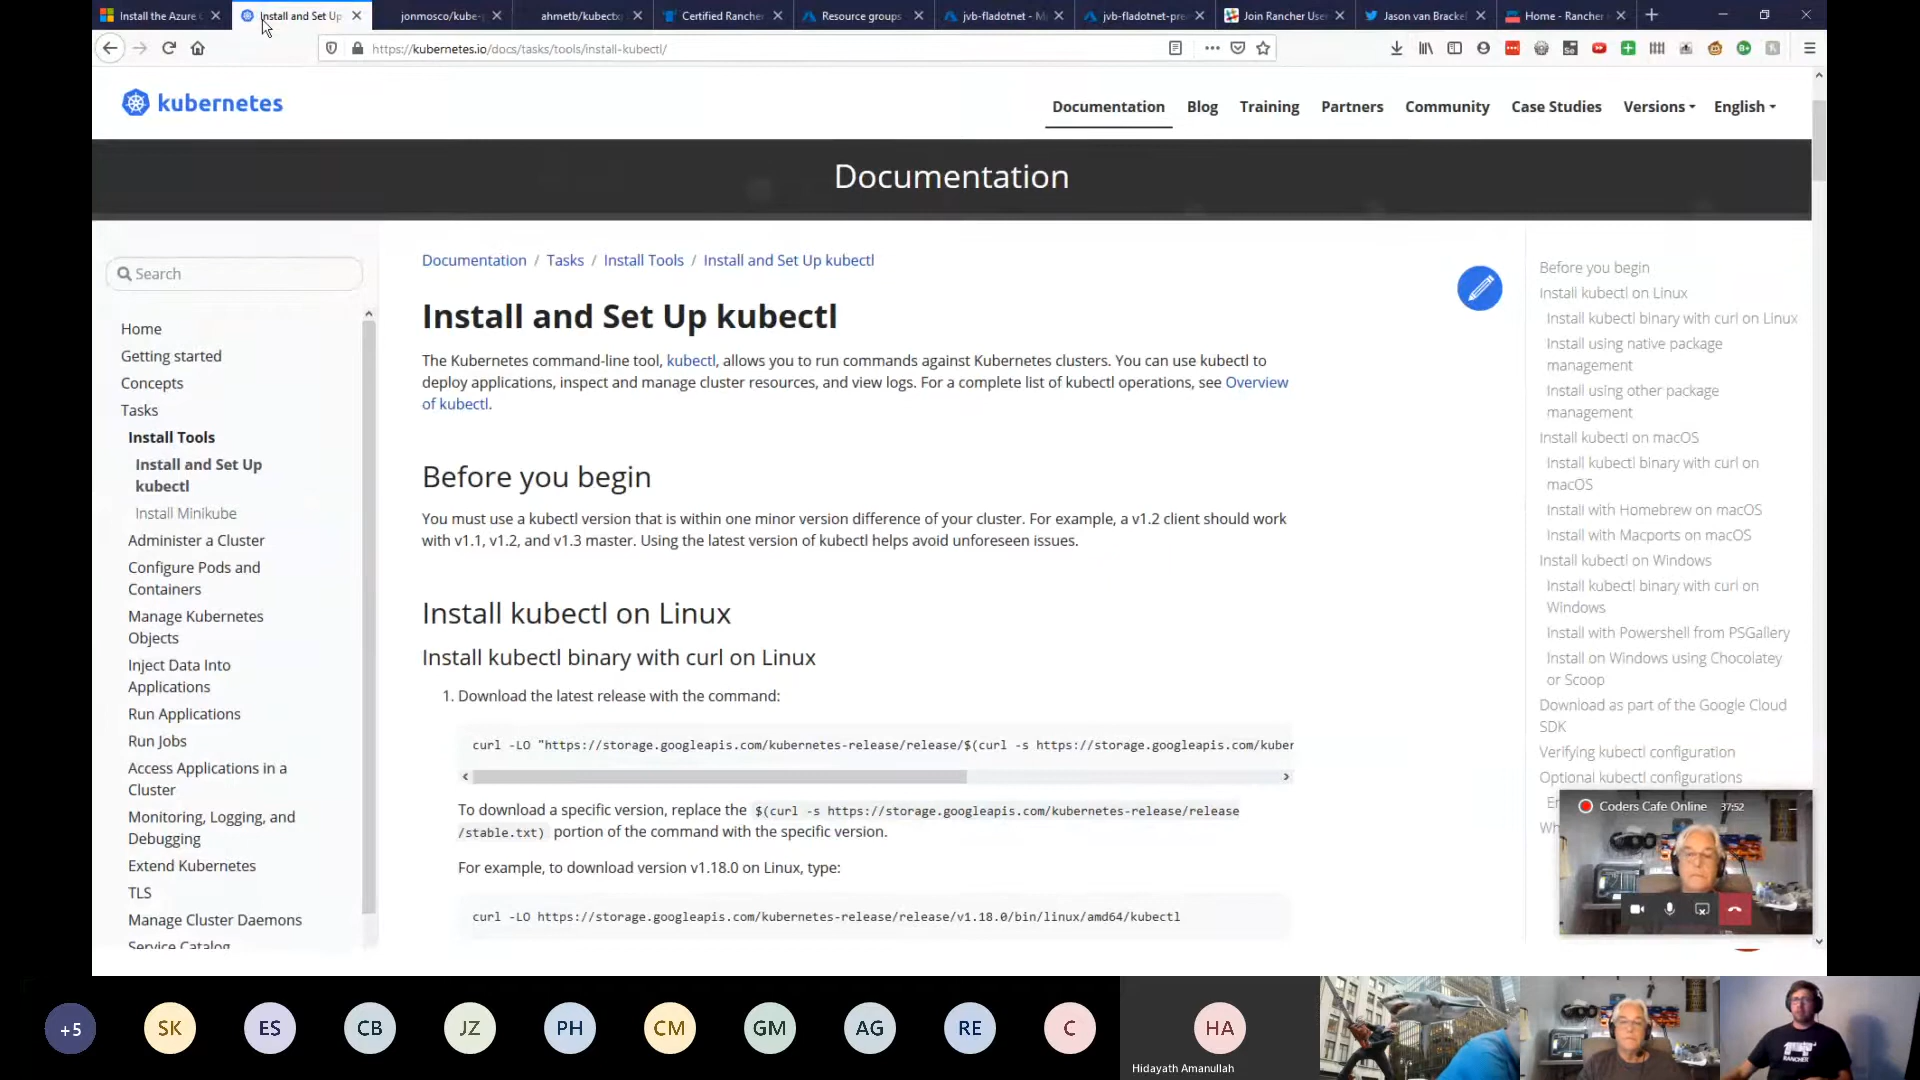 Install the Azure
Install and Set Up
jonmosco/kube-
ahmetb/kubectx
Certified Rancher
Resource groups
jvb-fladotnet - M
jvb-fladotnet-pre
Join Rancher User
Jason van Brackel
Home - Rancher
https://kubernetes.io/docs/tasks/tools/install-kubectl/
kubernetes
Documentation
Blog
Training
Partners
Community
Case Studies
Versions
English
Documentation
Search
Home
Getting started
Concepts
Tasks
Install Tools
Install and Set Up
kubectl
Install Minikube
Administer a Cluster
Configure Pods and
Containers
Manage Kubernetes
Objects
Inject Data Into
Applications
Run Applications
Run Jobs
Access Applications in a
Cluster
Monitoring, Logging, and
Debugging
Extend Kubernetes
TLS
Manage Cluster Daemons
Service Catalog
Documentation / Tasks / Install Tools / Install and Set Up kubectl
Install and Set Up kubectl
The Kubernetes command-line tool, kubectl, allows you to run commands against Kubernetes clusters. You can use kubectl to
deploy applications, inspect and manage cluster resources, and view logs. For a complete list of kubectl operations, see Overview
of kubectl.
Before you begin
You must use a kubectl version that is within one minor version difference of your cluster. For example, a v1.2 client should work
with v1.1, v1.2, and v1.3 master. Using the latest version of kubectl helps avoid unforeseen issues.
Install kubectl on Linux
Install kubectl binary with curl on Linux
1. Download the latest release with the command:
curl -LO "https://storage.googleapis.com/kubernetes-release/release/$(curl -s https://storage.googleapis.com/kuber
To download a specific version, replace the $(curl -s https://storage.googleapis.com/kubernetes-release/release
/stable.txt) portion of the command with the specific version.
For example, to download version v1.18.0 on Linux, type:
curl -LO https://storage.googleapis.com/kubernetes-release/release/v1.18.0/bin/linux/amd64/kubectl
Before you begin
Install kubectl on Linux
Install kubectl binary with curl on Linux
Install using native package
management
Install using other package
management
Install kubectl on macOS
Install kubectl binary with curl on
macOS
Install with Homebrew on macOS
Install with Macports on macOS
Install kubectl on Windows
Install kubectl binary with curl on
Windows
Install with Powershell from PSGallery
Install on Windows using Chocolatey
or Scoop
Download as part of the Google Cloud
SDK
Verifying kubectl configuration
Optional kubectl configurations
Wh
Coders Cafe Online 37:52
+5
SK
ES
CB
JZ
PH
CM
GM
AG
RE
C
HA
Hidayath Amanullah
RANCHER